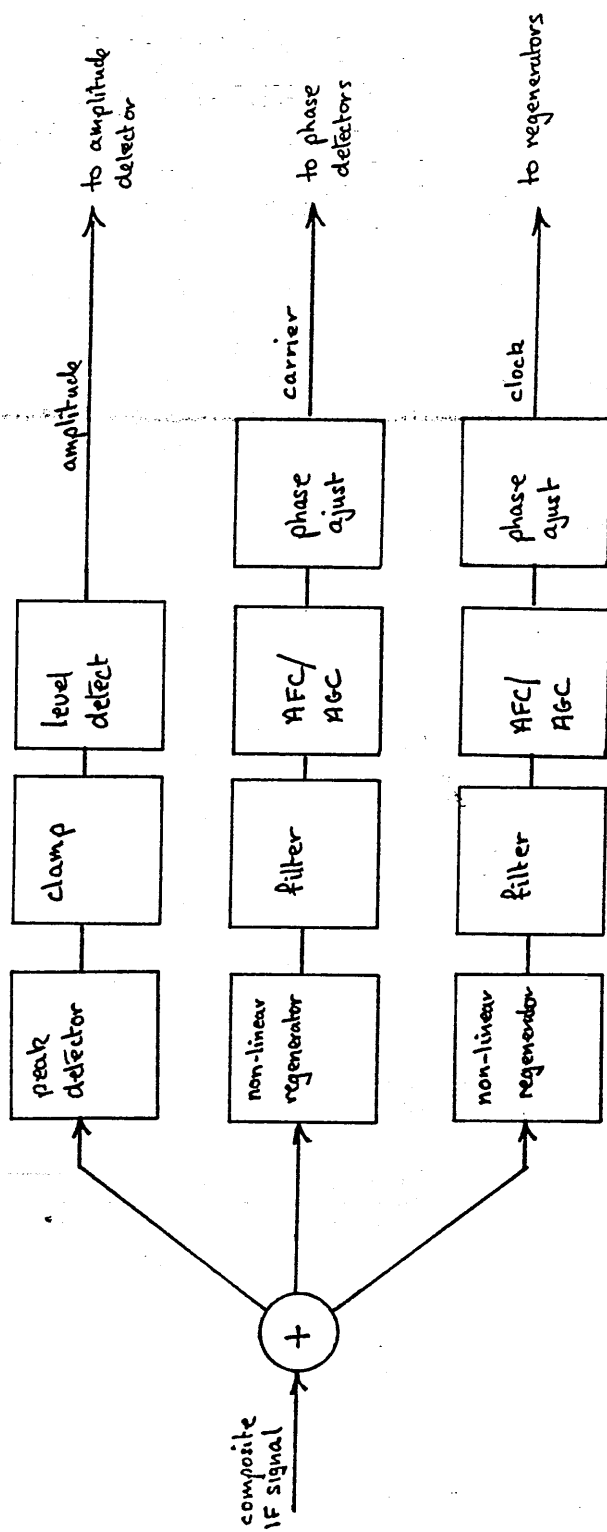 composite
IF signal
+
peak
detector
clamp
level
detect
amplitude
to amplitude
detector
non-linear
regenerator
filter
AFC/
AGC
phase
ajust
carrier
to phase
detectors
non-linear
regenerator
filter
AFC/
AGC
phase
ajust
clock
to regenerators